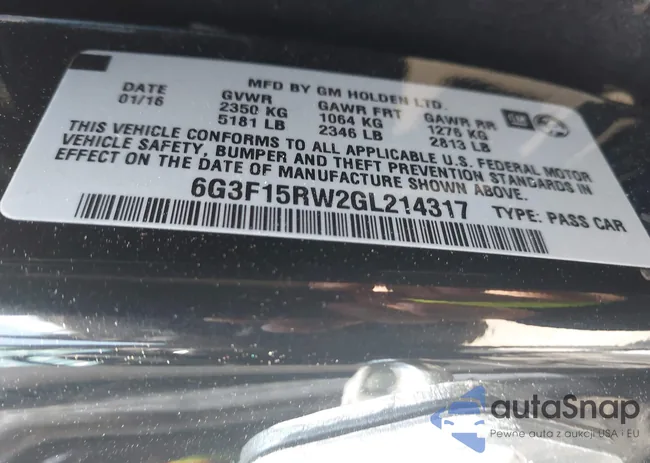 MFD BY GM HOLDEN LTD.
DATE GVWR GAWR FRT GAWR RR
01/16 2350 KG 1064 KG 1276 KG
5181 LB 2346 LB 2813 LB
GM
THIS VEHICLE CONFORMS TO ALL APPLICABLE U.S. FEDERAL MOTOR
VEHICLE SAFETY, BUMPER AND THEFT PREVENTION STANDARDS IN
EFFECT ON THE DATE OF MANUFACTURE SHOWN ABOVE.
6G3F15RW2GL214317 TYPE: PASS CAR
autaSnap
Pewne auta z aukcji USA i EU